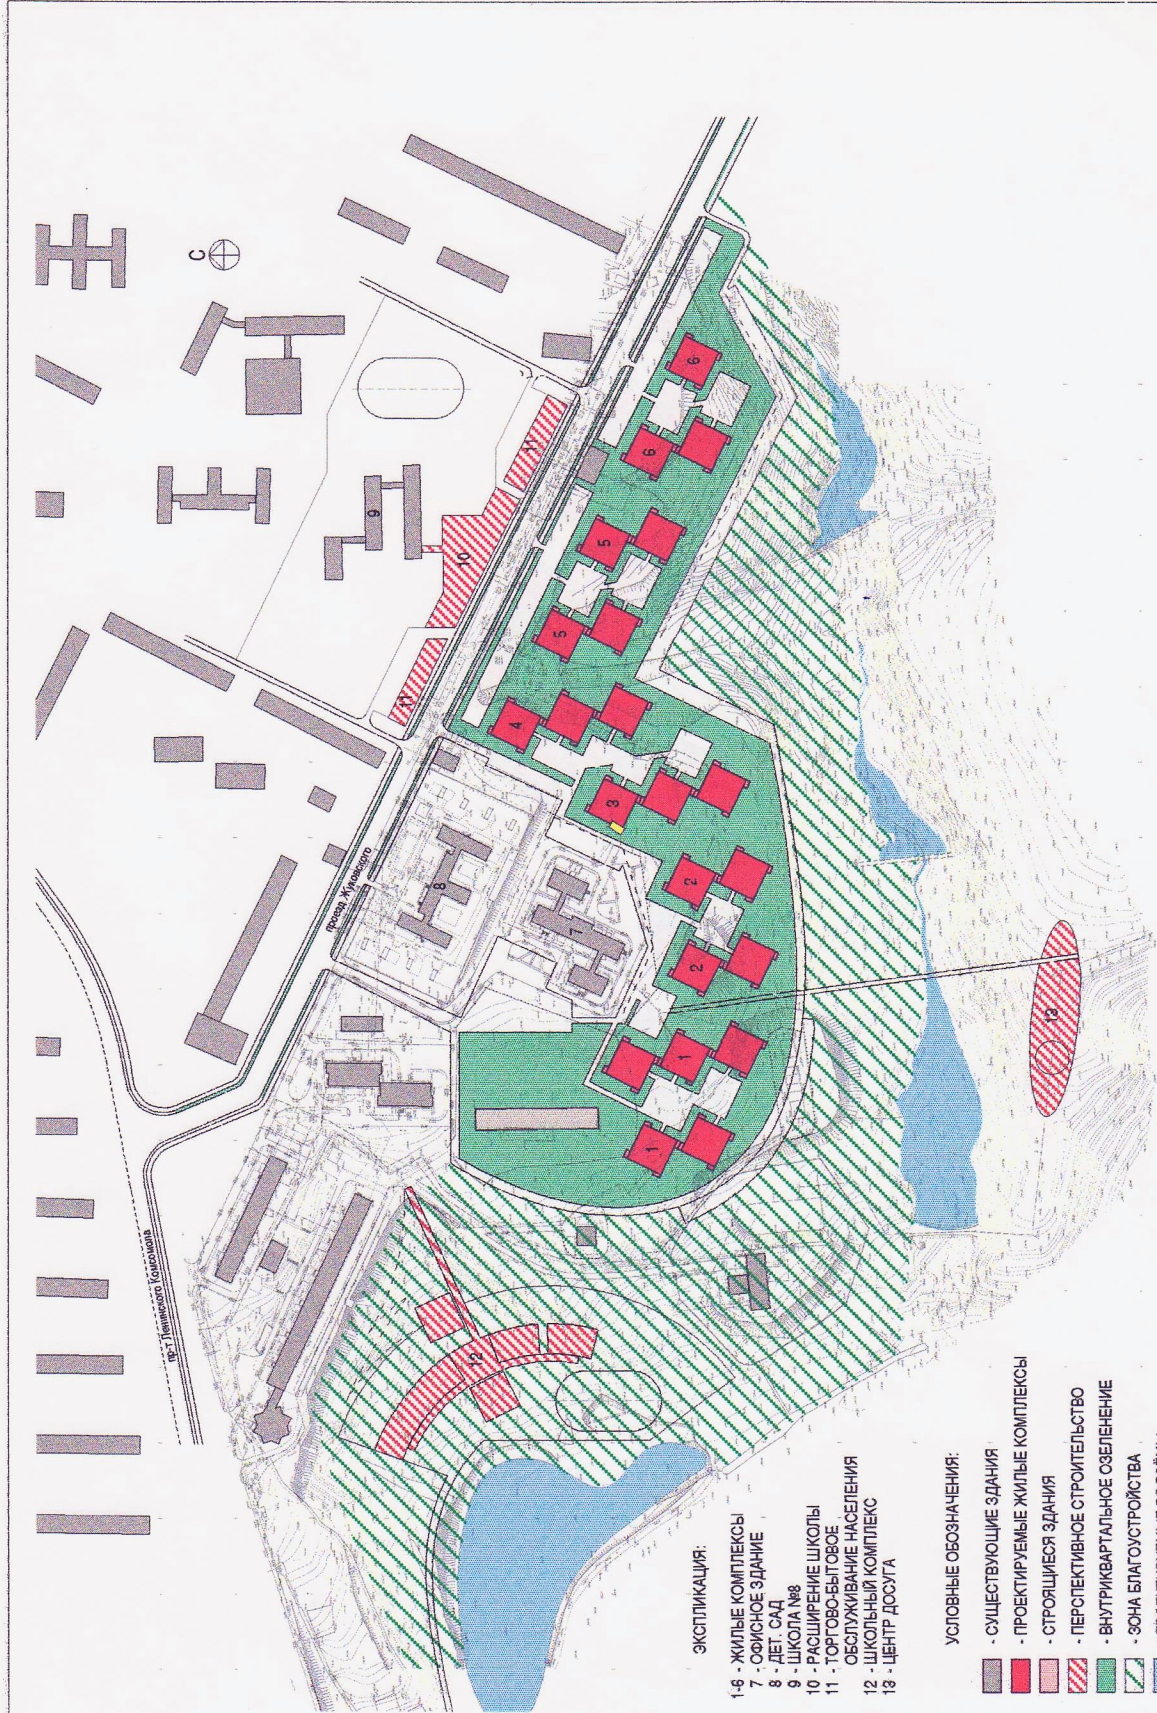 С
пр-т Ленинского Комсомола
проезд Жуковского
1
1
2
2
3
4
5
5
6
6
7
8
9
10
11
12
13
ЭКСПЛИКАЦИЯ:
1-6 - ЖИЛЫЕ КОМПЛЕКСЫ
7 - ОФИСНОЕ ЗДАНИЕ
8 - ДЕТ. САД
9 - ШКОЛА №8
10 - РАСШИРЕНИЕ ШКОЛЫ
11 - ТОРГОВО-БЫТОВОЕ
ОБСЛУЖИВАНИЕ НАСЕЛЕНИЯ
12 - ШКОЛЬНЫЙ КОМПЛЕКС
13 - ЦЕНТР ДОСУГА
УСЛОВНЫЕ ОБОЗНАЧЕНИЯ:
- СУЩЕСТВУЮЩИЕ ЗДАНИЯ
- ПРОЕКТИРУЕМЫЕ ЖИЛЫЕ КОМПЛЕКСЫ
- СТРОЯЩИЕСЯ ЗДАНИЯ
- ПЕРСПЕКТИВНОЕ СТРОИТЕЛЬСТВО
- ВНУТРИКВАРТАЛЬНОЕ ОЗЕЛЕНЕНИЕ
- ЗОНА БЛАГОУСТРОЙСТВА